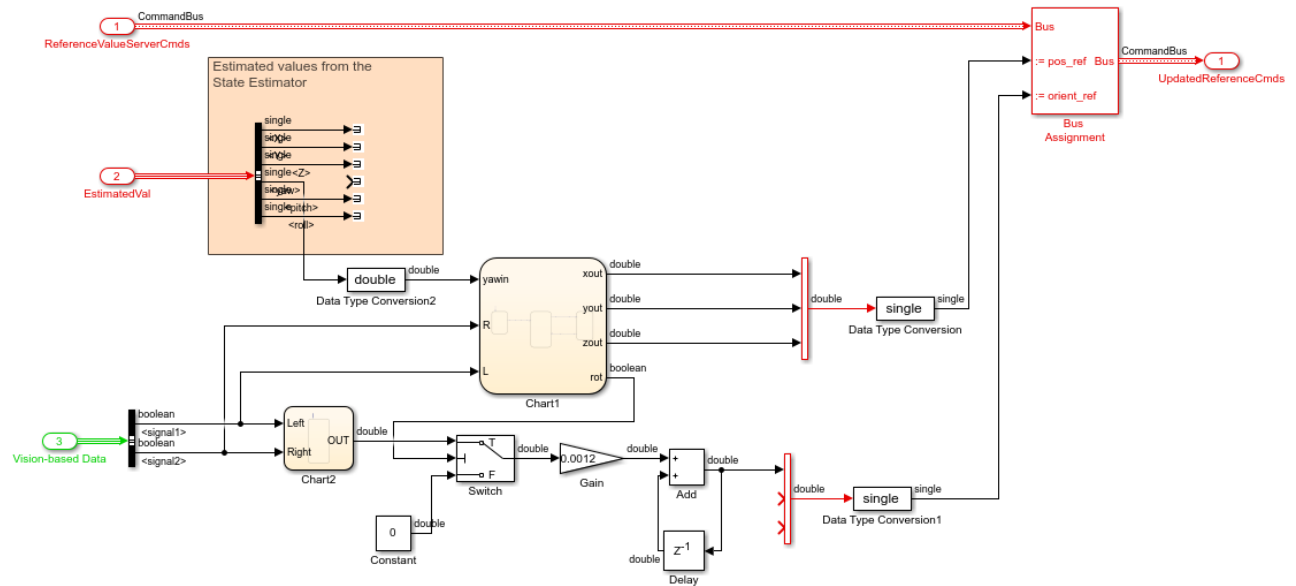 CommandBus
1
ReferenceValueServerCmds
Bus
:= pos_ref
Bus
:= orient_ref
Bus
Assignment
CommandBus
1
UpdatedReferenceCmds
Estimated values from the
State Estimator
2
EstimatedVal
single
single
<X>
single
<Y>
single
<Z>
single
<yaw>
single
<pitch>
<roll>
double
double
Data Type Conversion2
yawin
R
L
xout
yout
zout
rot
Chart1
double
double
double
boolean
double
single
single
Data Type Conversion
3
Vision-based Data
boolean
<signal1>
boolean
<signal2>
Left
Right
OUT
Chart2
double
T
F
Switch
double
0
double
Constant
0.0012
Gain
double
+
+
Add
double
z-1
double
Delay
double
single
single
Data Type Conversion1